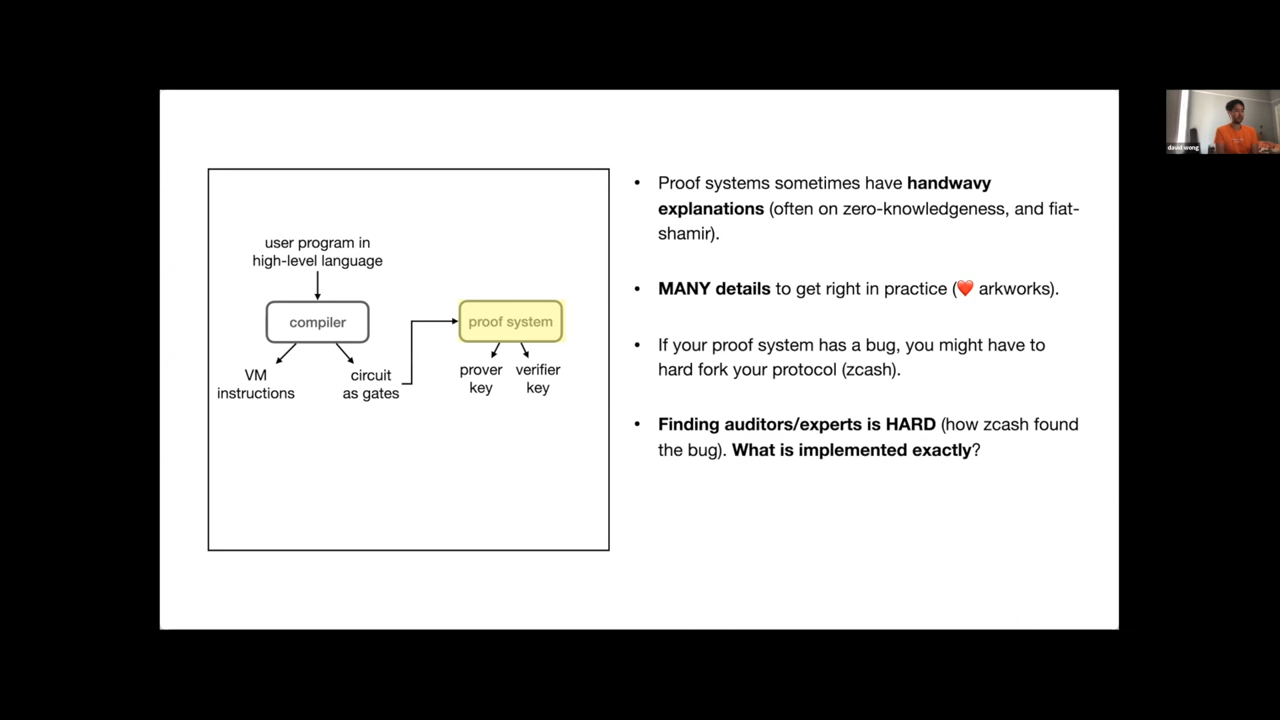 user program in
high-level language
compiler
proof system
VM
instructions
circuit
as gates
prover
key
verifier
key
• Proof systems sometimes have handwavy
explanations (often on zero-knowledgeness, and fiat-
shamir).
• MANY details to get right in practice (❤️ arkworks).
• If your proof system has a bug, you might have to
hard fork your protocol (zcash).
• Finding auditors/experts is HARD (how zcash found
the bug). What is implemented exactly?
david wong